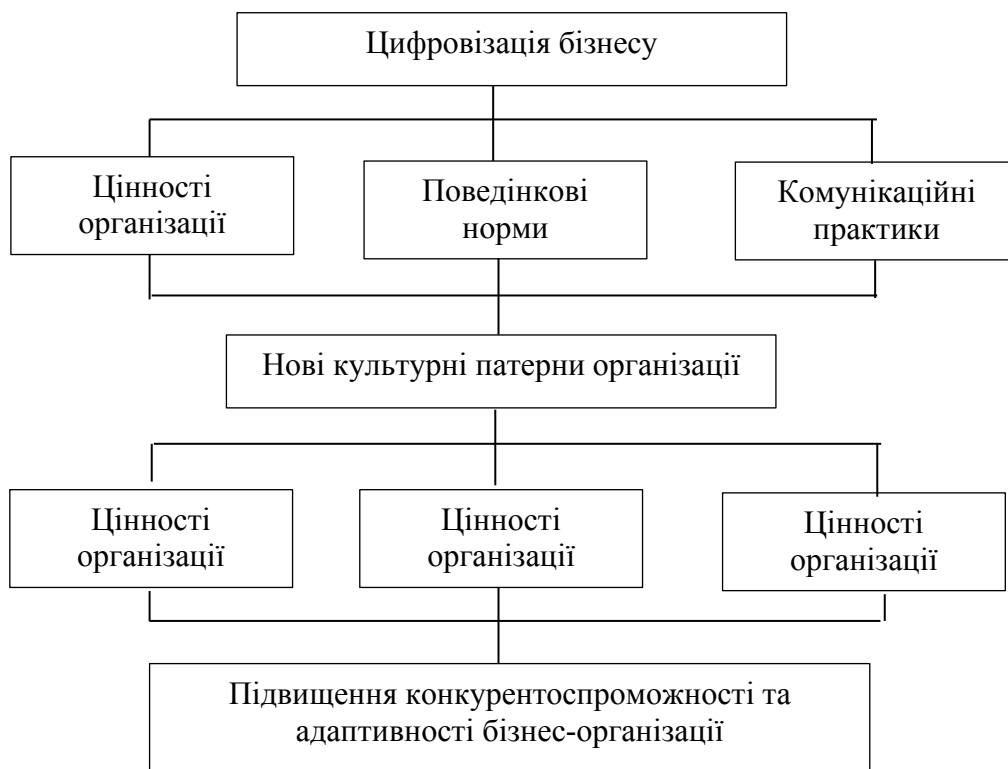 Цифровізація бізнесу
Цінності
організації
Поведінкові
норми
Комунікаційні
практики
Нові культурні патерни організації
Цінності
організації
Цінності
організації
Цінності
організації
Підвищення конкурентоспроможності та
адаптивності бізнес-організації